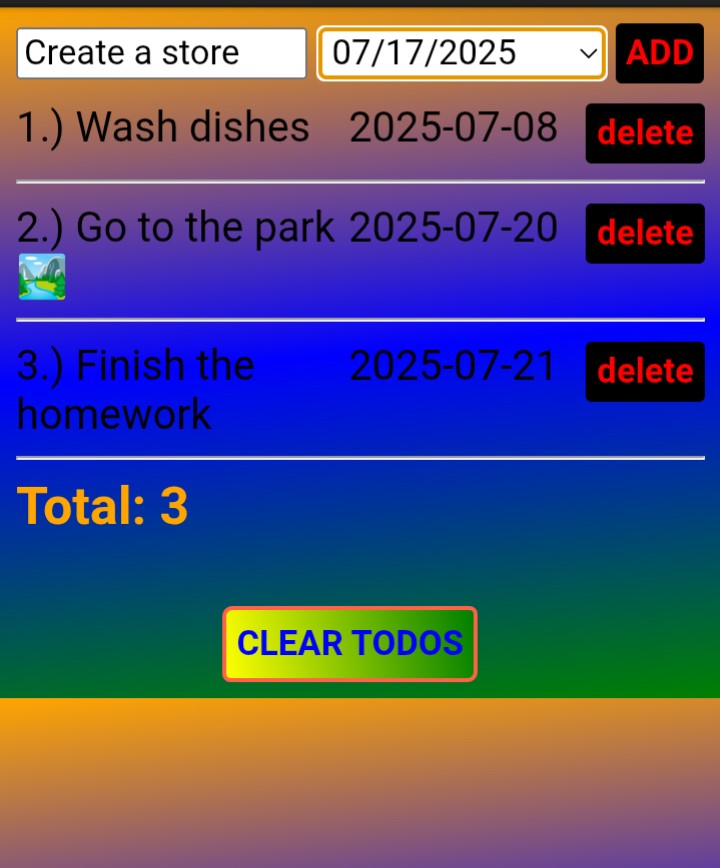 Create a store 07/17/2025 ADD
1.) Wash dishes 2025-07-08 delete
2.) Go to the park 2025-07-20 delete
🏞️
3.) Finish the 2025-07-21 delete
homework
Total: 3
CLEAR TODOS